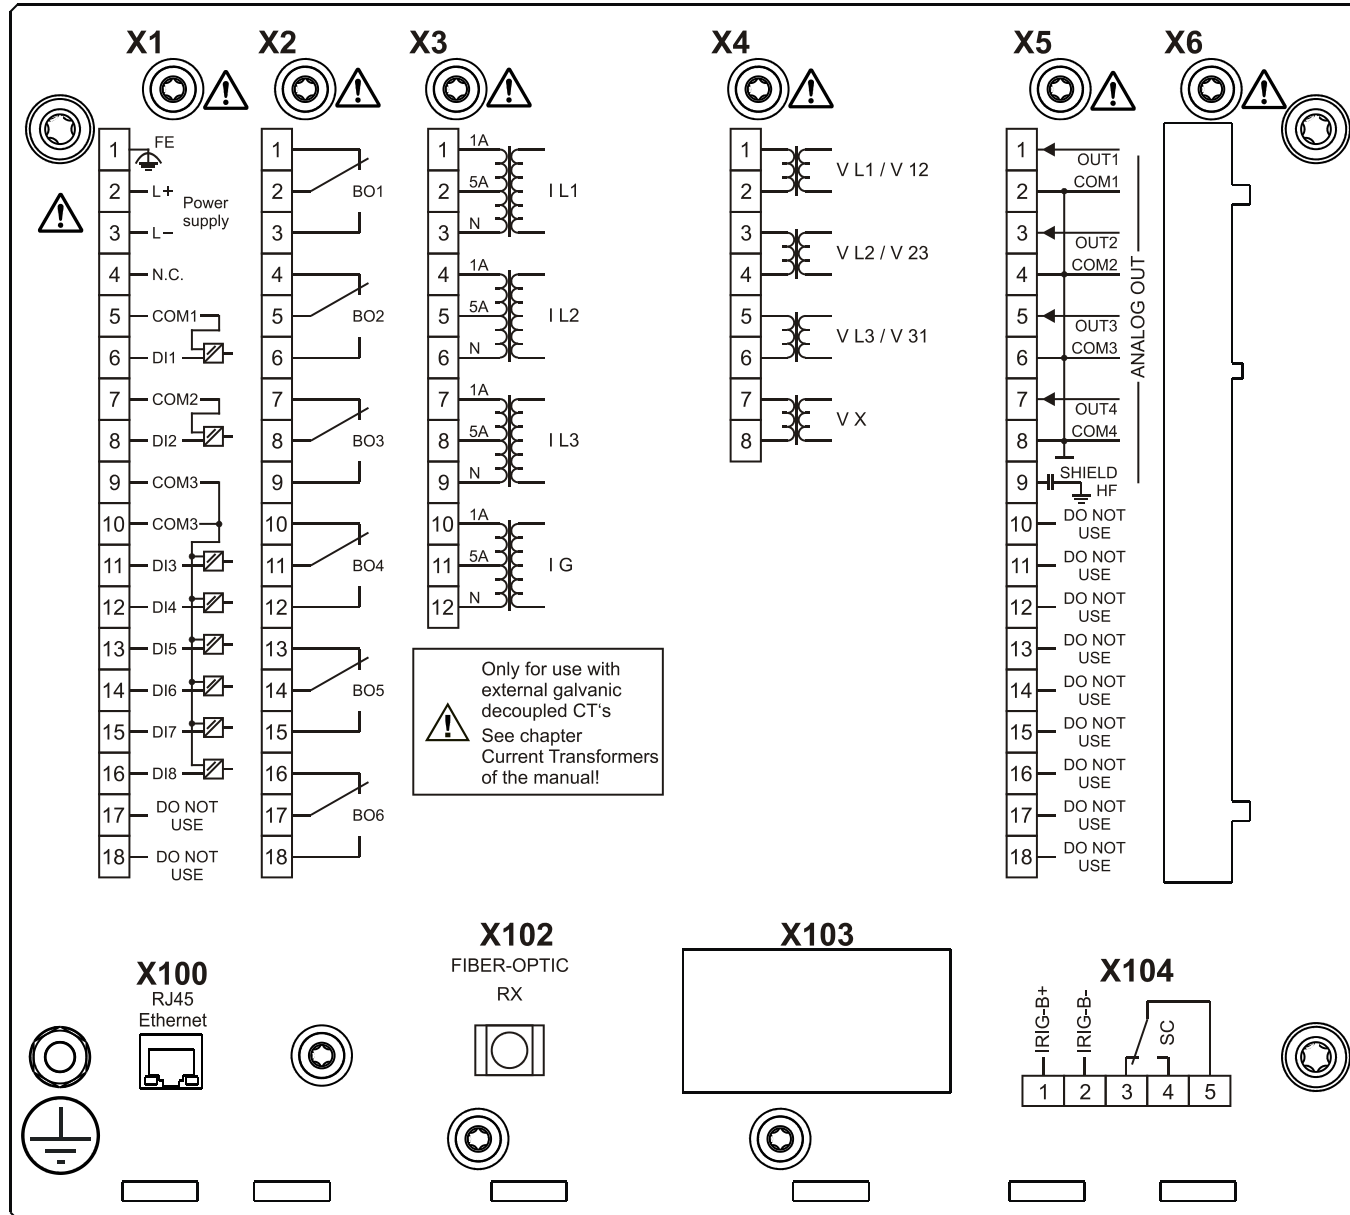 X1 X2 X3 X4 X5 X6
1 FE
2 L+
Power
supply
3 L–
4 N.C.
5 COM1
6 DI1
7 COM2
8 DI2
9 COM3
10 COM3
11 DI3
12 DI4
13 DI5
14 DI6
15 DI7
16 DI8
17 DO NOT
USE
18 DO NOT
USE
1
2 BO1
3
4
5 BO2
6
7
8 BO3
9
10
11 BO4
12
13
14 BO5
15
16
17 BO6
18
1 1A
2 5A I L1
3 N
4 1A
5 5A I L2
6 N
7 1A
8 5A I L3
9 N
10 1A
11 5A I G
12 N
Only for use with
external galvanic
decoupled CT‘s
See chapter
Current Transformers
of the manual!
1
V L1 / V 12
2
3
V L2 / V 23
4
5
V L3 / V 31
6
7
V X
8
1 OUT1
2 COM1
3 OUT2
4 COM2
5 OUT3
6 COM3
7 OUT4
8 COM4
ANALOG OUT
9 SHIELD
HF
10 DO NOT
USE
11 DO NOT
USE
12 DO NOT
USE
13 DO NOT
USE
14 DO NOT
USE
15 DO NOT
USE
16 DO NOT
USE
17 DO NOT
USE
18 DO NOT
USE
X100
RJ45
Ethernet
X102
FIBER-OPTIC
RX
X103
X104
IRIG-B+
IRIG-B-
SC
1 2 3 4 5